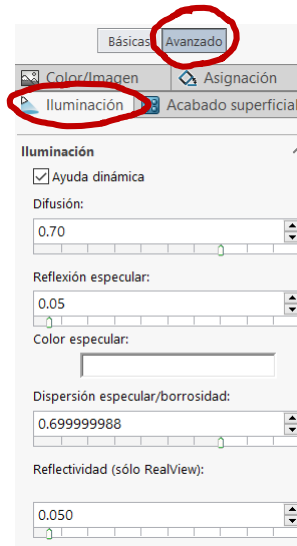 Básicas Avanzado
Color/Imagen Asignación
Iluminación Acabado superficial
Iluminación
Ayuda dinámica
Difusión:
0.70
Reflexión especular:
0.05
Color especular:
Dispersión especular/borrosidad:
0.699999988
Reflectividad (sólo RealView):
0.050